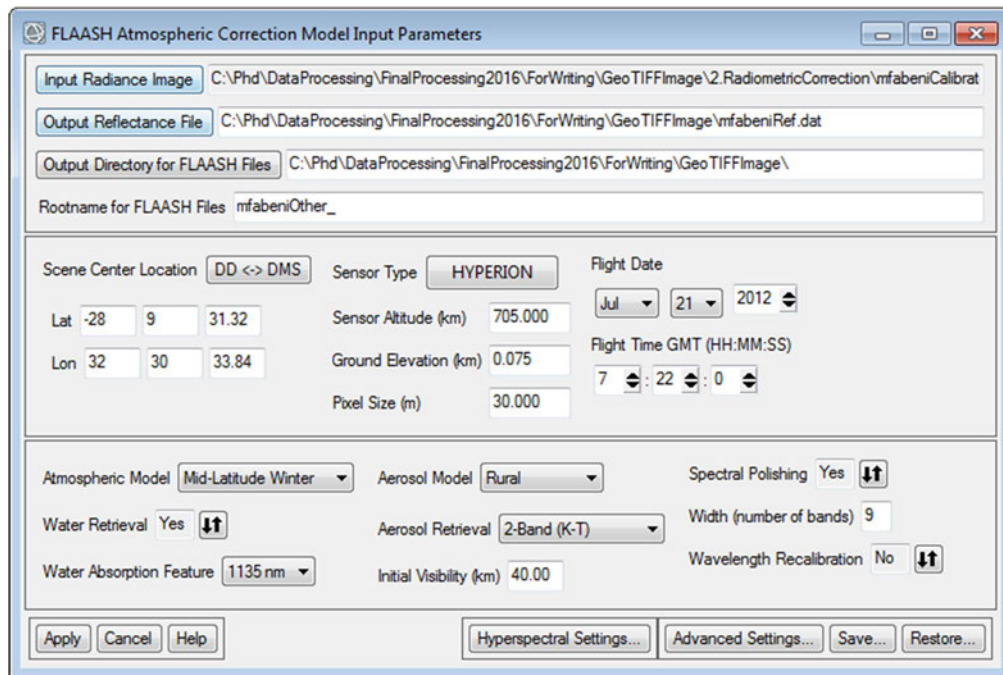 FLAASH Atmospheric Correction Model Input Parameters
Input Radiance Image C:\Phd\DataProcessing\FinalProcessing2016\ForWriting\GeoTIFFImage\2.RadiometricCorrection\mfabeniCalibrat
Output Reflectance File C:\Phd\DataProcessing\FinalProcessing2016\ForWriting\GeoTIFFImage\mfabeniRef.dat
Output Directory for FLAASH Files C:\Phd\DataProcessing\FinalProcessing2016\ForWriting\GeoTIFFImage\
Rootname for FLAASH Files mfabeniOther_
Scene Center Location DD <-> DMS
Lat -28 9 31.32
Lon 32 30 33.84
Sensor Type HYPERION
Sensor Altitude (km) 705.000
Ground Elevation (km) 0.075
Pixel Size (m) 30.000
Flight Date
Jul 21 2012
Flight Time GMT (HH:MM:SS)
7 : 22 : 0
Atmospheric Model Mid-Latitude Winter
Water Retrieval Yes
Water Absorption Feature 1135 nm
Aerosol Model Rural
Aerosol Retrieval 2-Band (K-T)
Initial Visibility (km) 40.00
Spectral Polishing Yes
Width (number of bands) 9
Wavelength Recalibration No
Apply Cancel Help Hyperspectral Settings... Advanced Settings... Save... Restore...